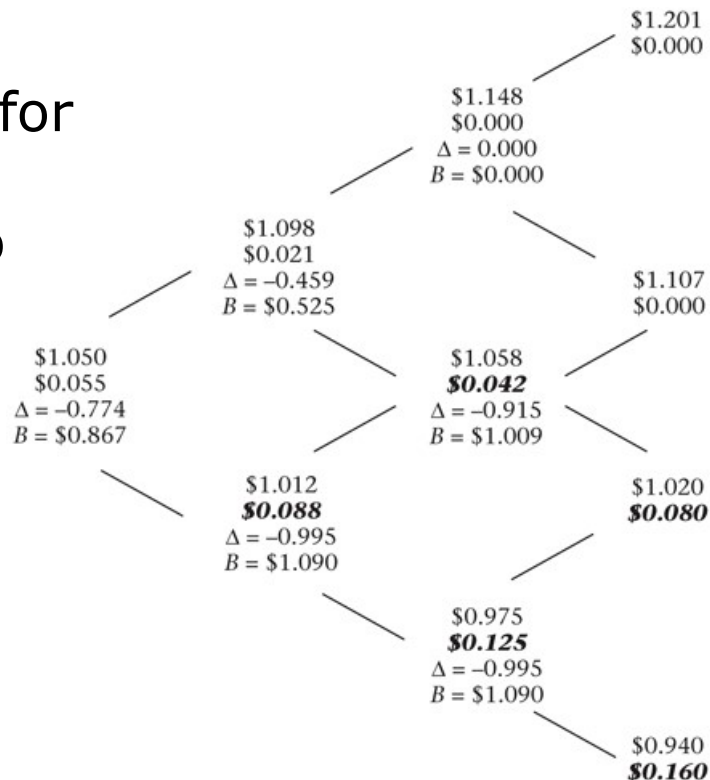 for
$1.201
$0.000
$1.148
$0.000
Δ = 0.000
B = $0.000
$1.098
$0.021
Δ = –0.459
B = $0.525
$1.107
$0.000
$1.050
$0.055
Δ = –0.774
B = $0.867
$1.058
$0.042
Δ = –0.915
B = $1.009
$1.012
$0.088
Δ = –0.995
B = $1.090
$1.020
$0.080
$0.975
$0.125
Δ = –0.995
B = $1.090
$0.940
$0.160